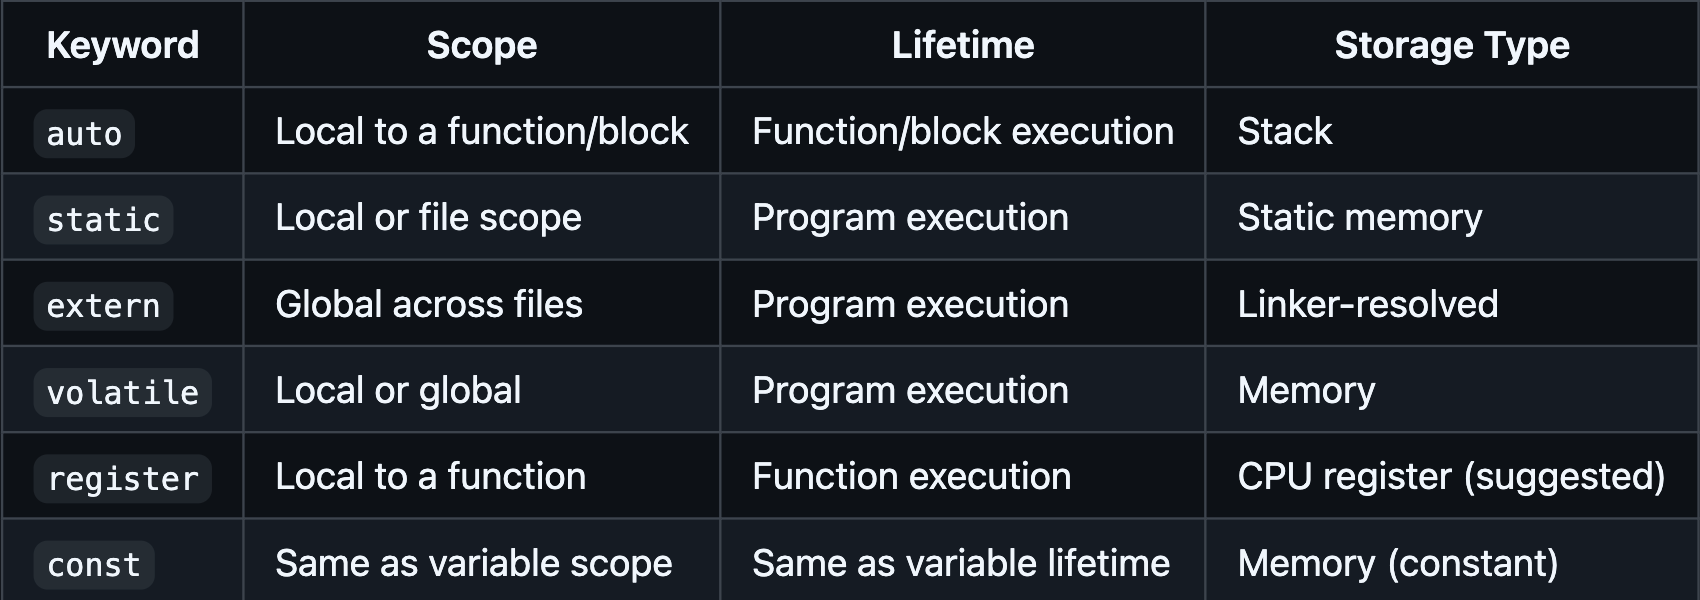 Keyword Scope Lifetime Storage Type
auto Local to a function/block Function/block execution Stack
static Local or file scope Program execution Static memory
extern Global across files Program execution Linker-resolved
volatile Local or global Program execution Memory
register Local to a function Function execution CPU register (suggested)
const Same as variable scope Same as variable lifetime Memory (constant)